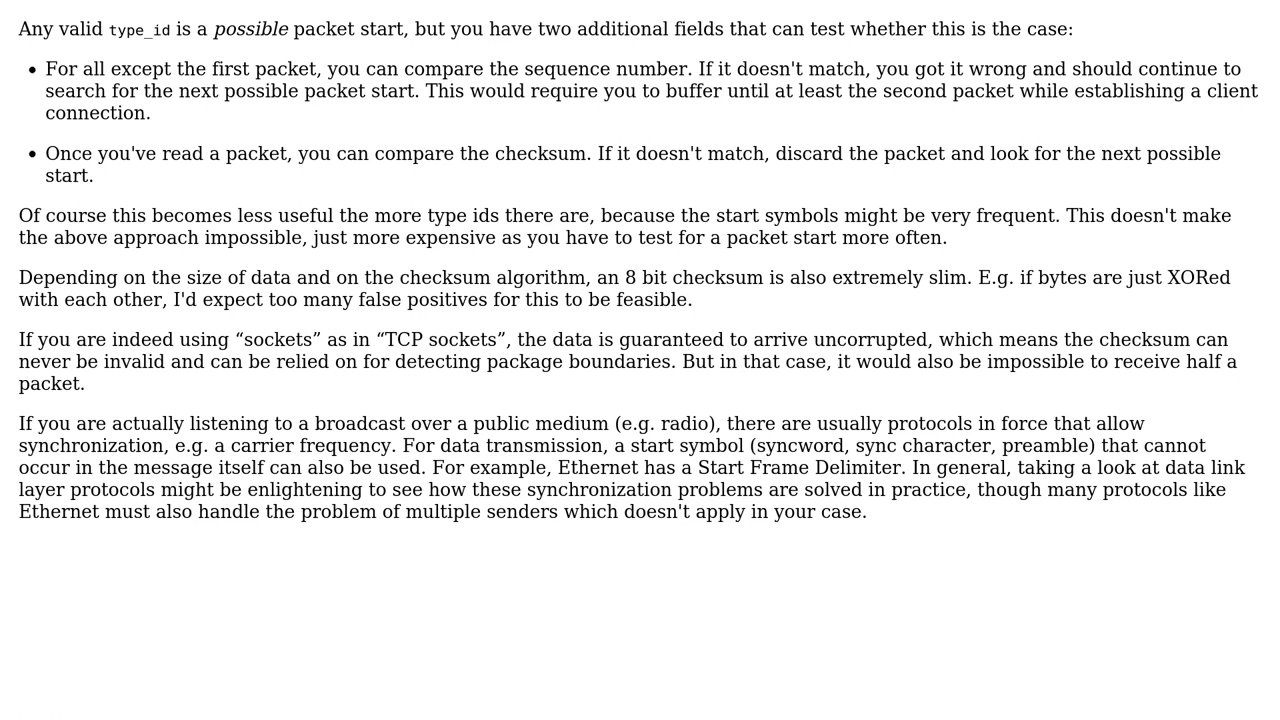 Any valid type_id is a possible packet start, but you have two additional fields that can test whether this is the case:
• For all except the first packet, you can compare the sequence number. If it doesn't match, you got it wrong and should continue to
search for the next possible packet start. This would require you to buffer until at least the second packet while establishing a client
connection.
• Once you've read a packet, you can compare the checksum. If it doesn't match, discard the packet and look for the next possible
start.
Of course this becomes less useful the more type ids there are, because the start symbols might be very frequent. This doesn't make
the above approach impossible, just more expensive as you have to test for a packet start more often.
Depending on the size of data and on the checksum algorithm, an 8 bit checksum is also extremely slim. E.g. if bytes are just XORed
with each other, I'd expect too many false positives for this to be feasible.
If you are indeed using “sockets” as in “TCP sockets”, the data is guaranteed to arrive uncorrupted, which means the checksum can
never be invalid and can be relied on for detecting package boundaries. But in that case, it would also be impossible to receive half a
packet.
If you are actually listening to a broadcast over a public medium (e.g. radio), there are usually protocols in force that allow
synchronization, e.g. a carrier frequency. For data transmission, a start symbol (syncword, sync character, preamble) that cannot
occur in the message itself can also be used. For example, Ethernet has a Start Frame Delimiter. In general, taking a look at data link
layer protocols might be enlightening to see how these synchronization problems are solved in practice, though many protocols like
Ethernet must also handle the problem of multiple senders which doesn't apply in your case.